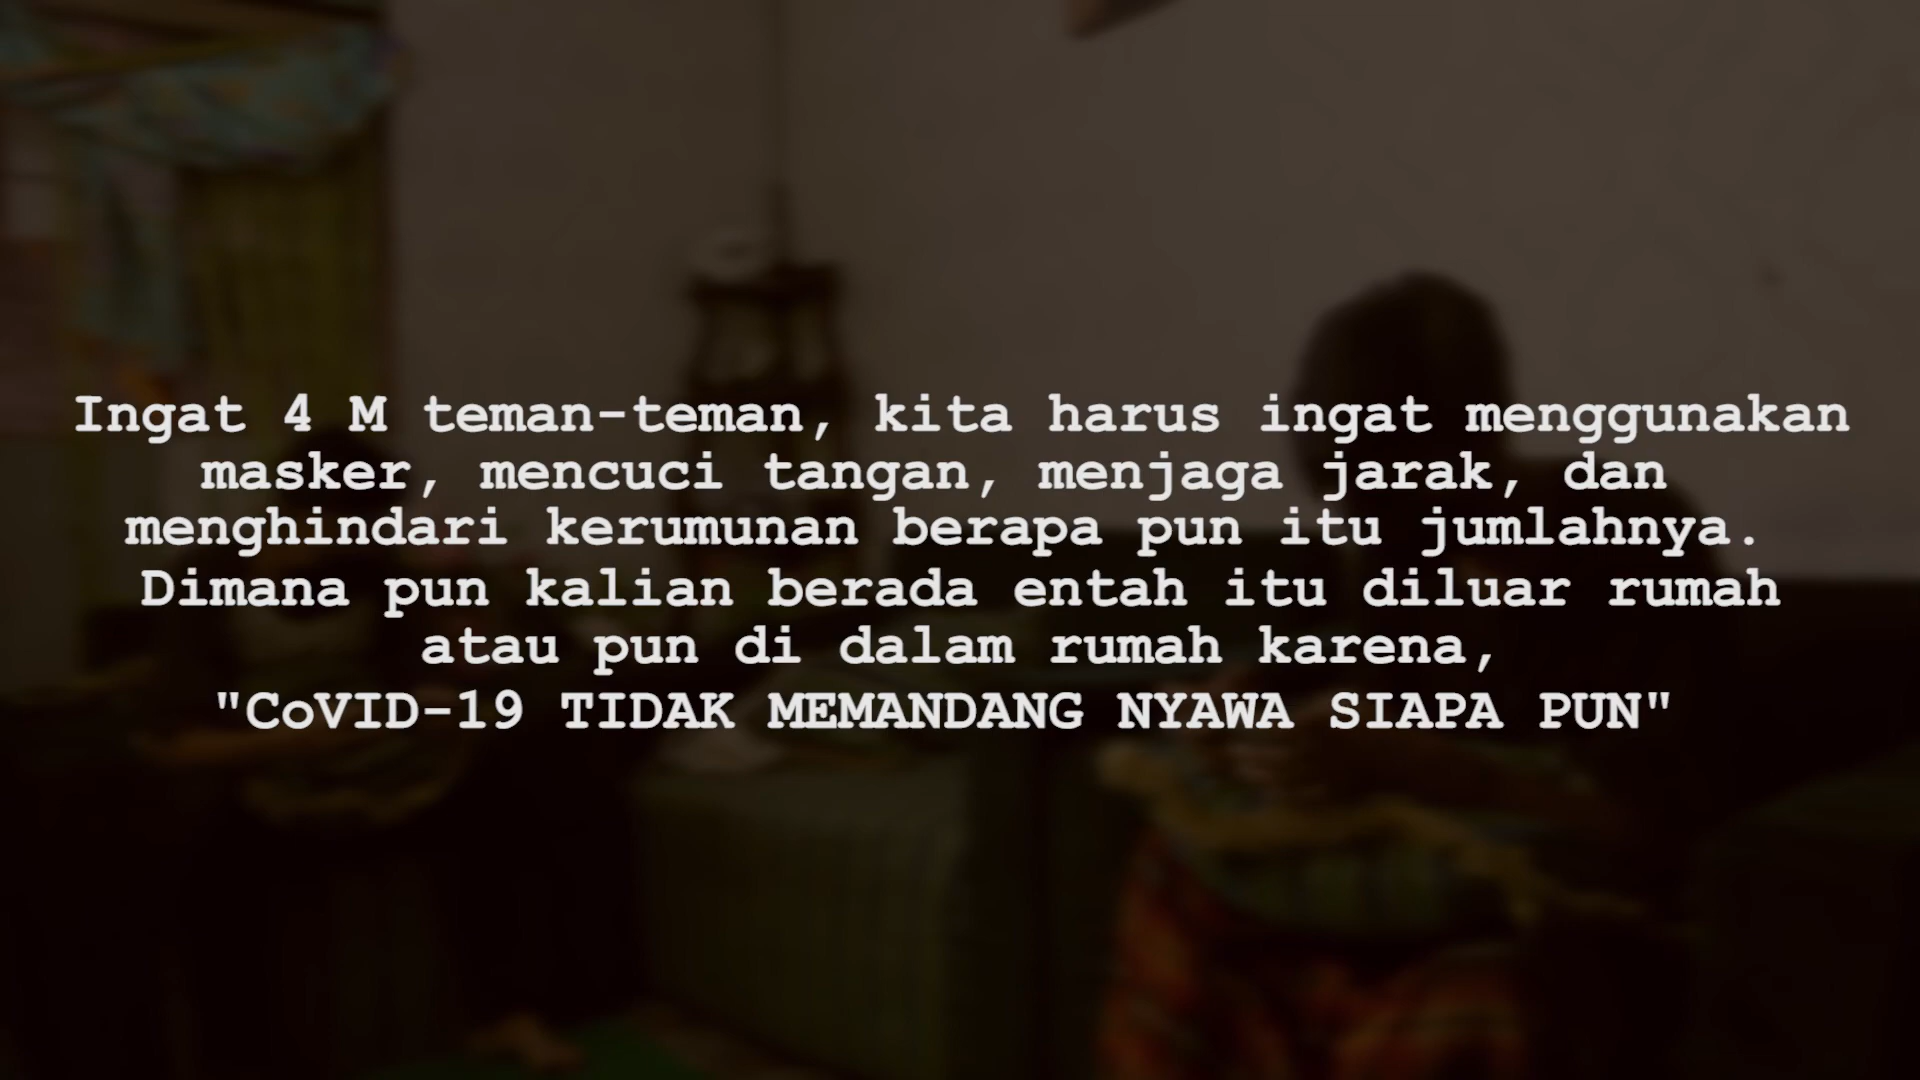 Ingat 4 M teman-teman, kita harus ingat menggunakan
masker, mencuci tangan, menjaga jarak, dan
menghindari kerumunan berapa pun itu jumlahnya.
Dimana pun kalian berada entah itu diluar rumah
atau pun di dalam rumah karena,
"CoVID-19 TIDAK MEMANDANG NYAWA SIAPA PUN"